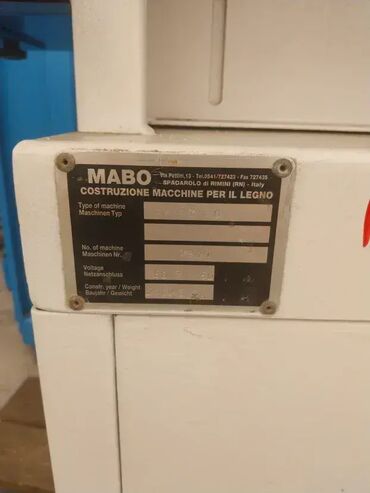 MABO Via Pettini,13 - Tel.0541/727423 - Fax 727435
SPADAROLO di RIMINI (RN) - Italy
COSTRUZIONE MACCHINE PER IL LEGNO
Type of machine
Maschinen Typ
No. of machine
Maschinen Nr.
Voltage
Netzanschluss
Constr. year / Weight
Baujahr / Gewicht